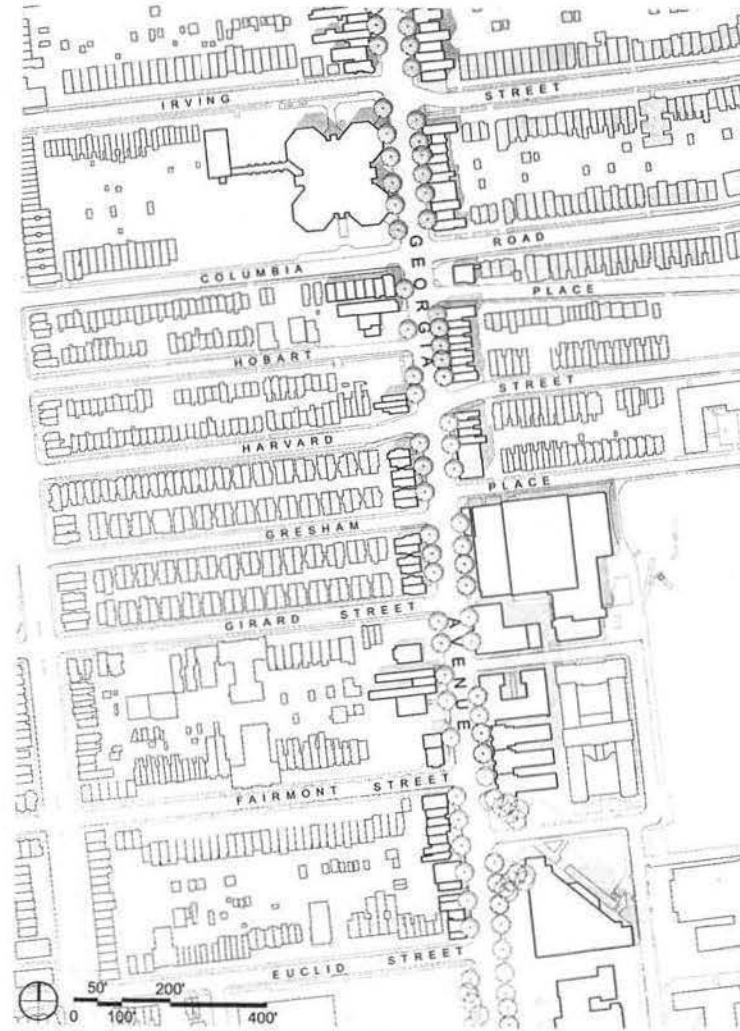 IRVING STREET
COLUMBIA ROAD
HOBART PLACE
HARVARD STREET
GRESHAM PLACE
GIRARD STREET
FAIRMONT STREET
EUCLID STREET
GEORGIA AVENUE
50' 200'
0 100' 400'